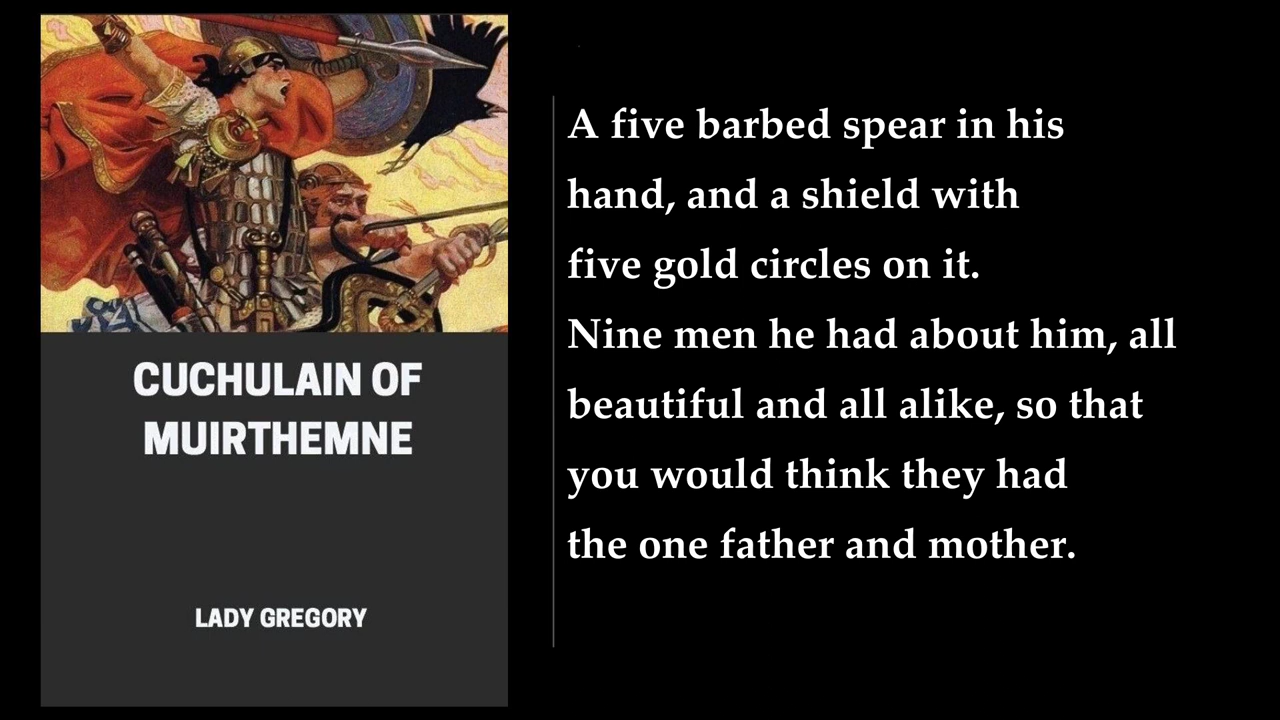 CUCHULAIN OF
MUIRTHEMNE
LADY GREGORY
A five barbed spear in his
hand, and a shield with
five gold circles on it.
Nine men he had about him, all
beautiful and all alike, so that
you would think they had
the one father and mother.